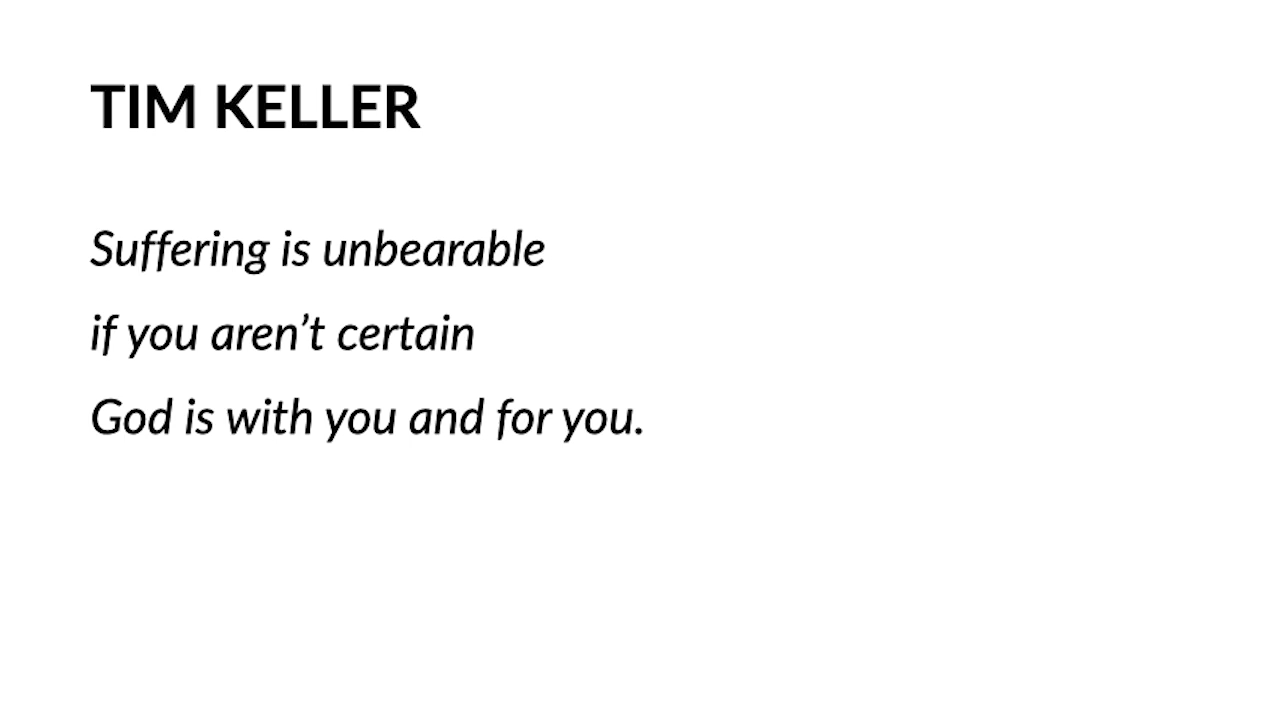 TIM KELLER
Suffering is unbearable
if you aren’t certain
God is with you and for you.